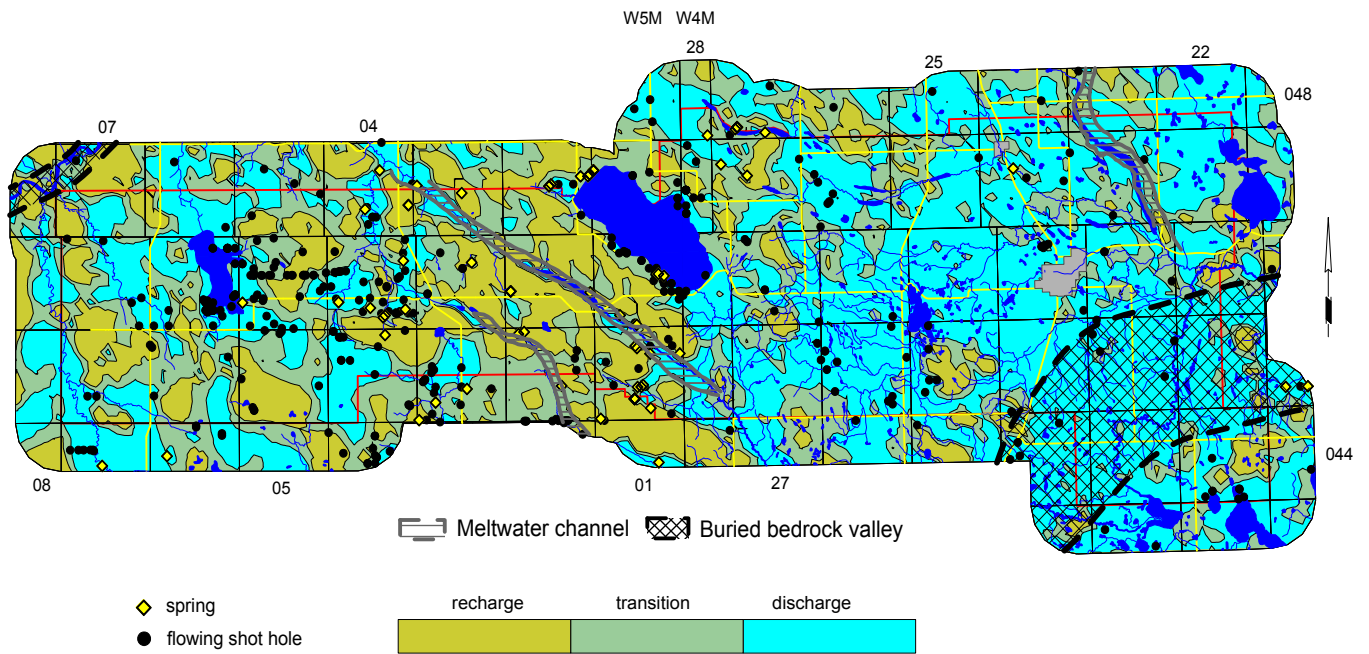 W5M W4M
28
25
22
048
07
04
044
08
05
01
27
Meltwater channel
Buried bedrock valley
spring
flowing shot hole
recharge
transition
discharge